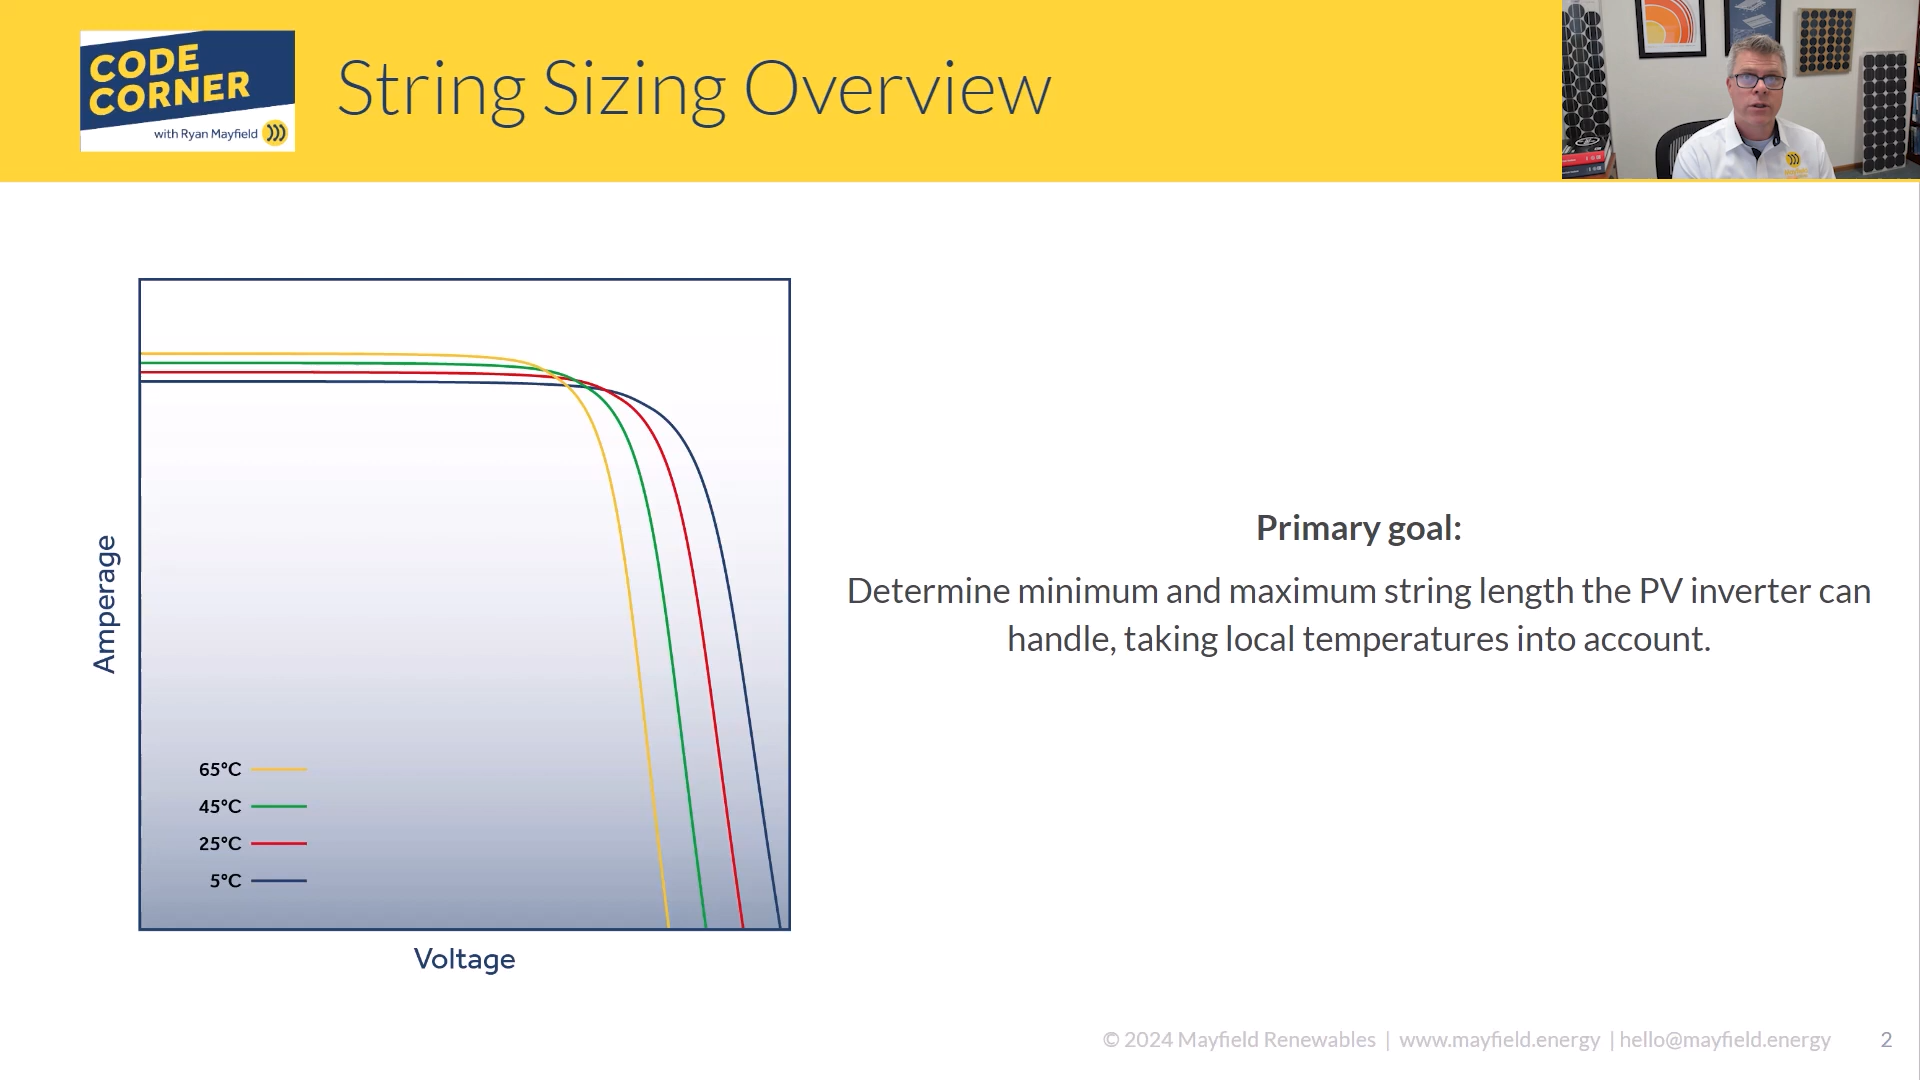 CODE
CORNER
with Ryan Mayfield
String Sizing Overview
Amperage
65°C
45°C
25°C
5°C
Voltage
Primary goal:
Determine minimum and maximum string length the PV inverter can
handle, taking local temperatures into account.
© 2024 Mayfield Renewables | www.mayfield.energy | hello@mayfield.energy 2